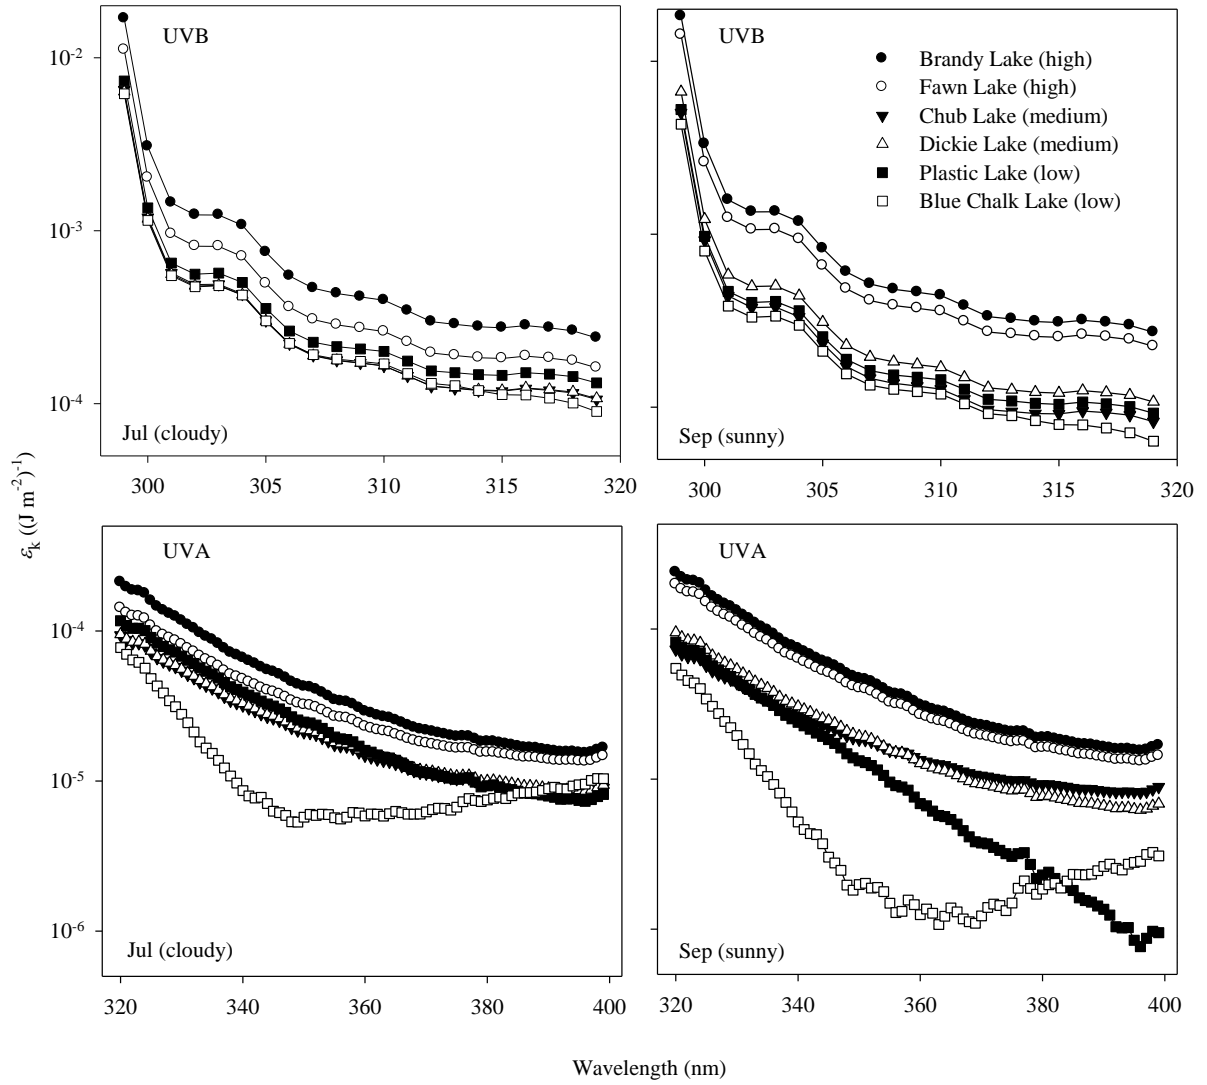 UVB
UVB
Brandy Lake (high)
Fawn Lake (high)
Chub Lake (medium)
Dickie Lake (medium)
Plastic Lake (low)
Blue Chalk Lake (low)
10⁻²
10⁻³
10⁻⁴
Jul (cloudy)
Sep (sunny)
300 305 310 315 320
300 305 310 315 320
εₖ ((J m⁻²)⁻¹)
UVA
UVA
10⁻⁴
10⁻⁵
10⁻⁶
Jul (cloudy)
Sep (sunny)
320 340 360 380 400
320 340 360 380 400
Wavelength (nm)